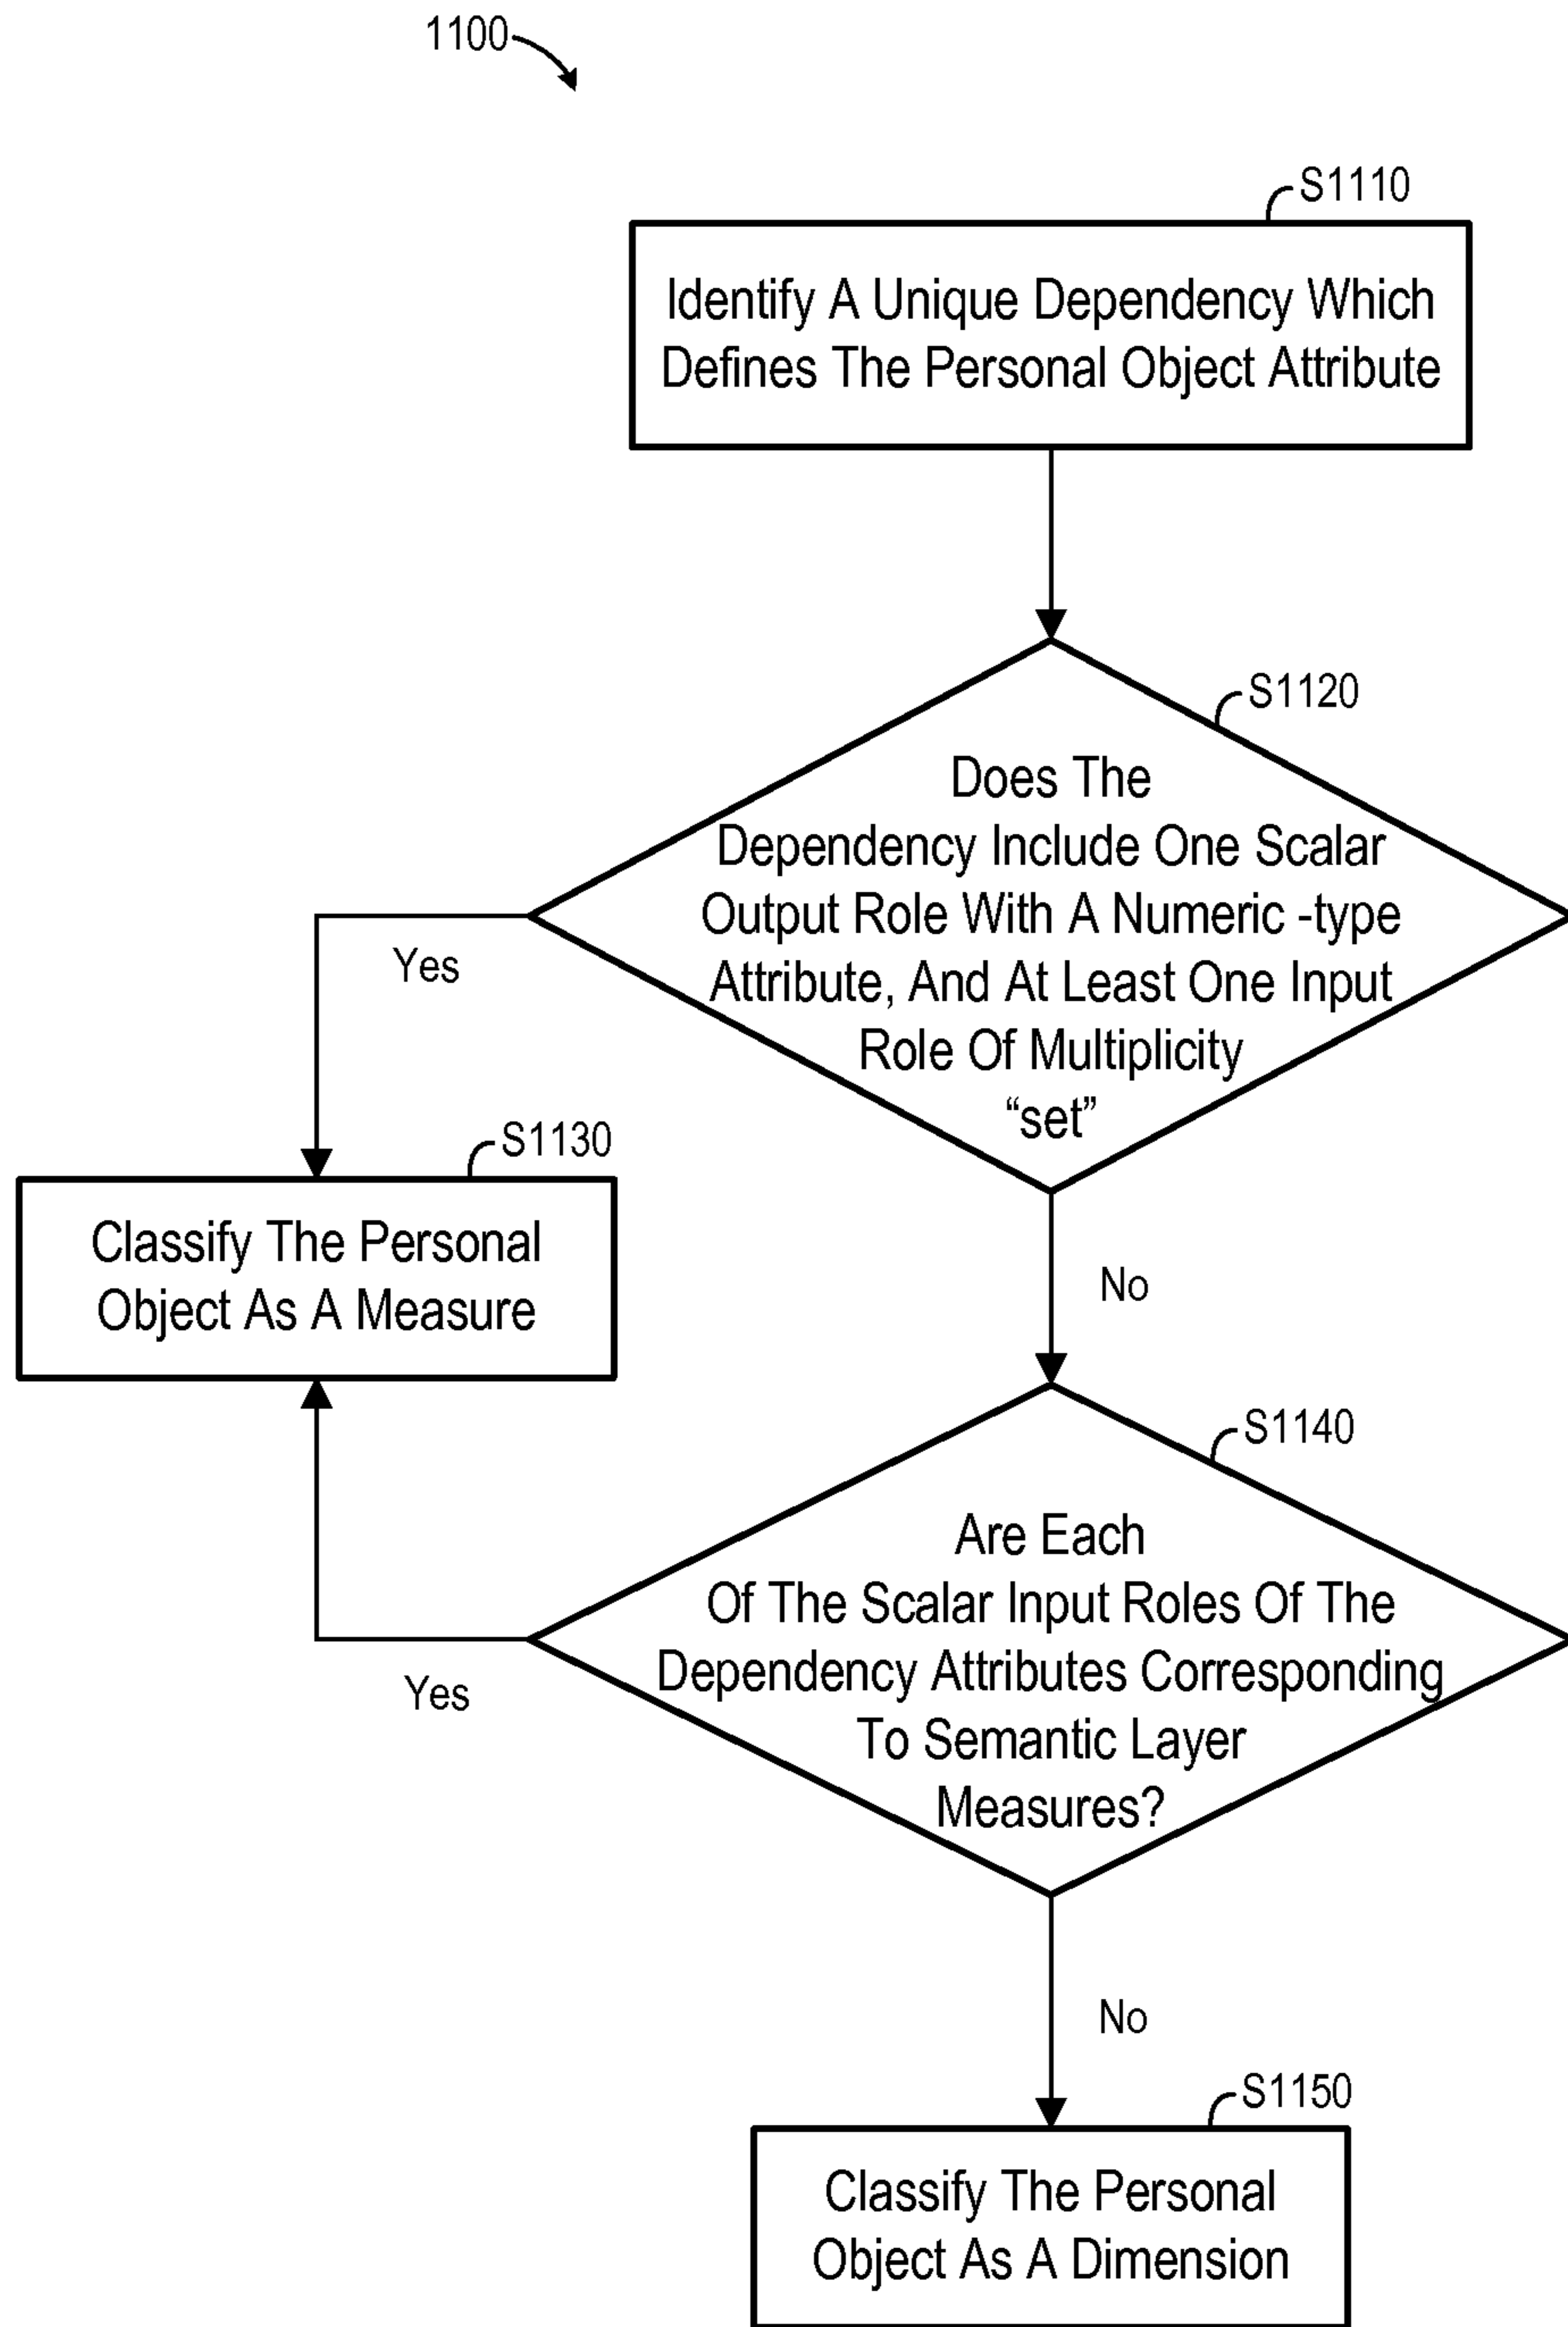 1100
S1110
Identify A Unique Dependency Which
Defines The Personal Object Attribute
S1120
Does The
Dependency Include One Scalar
Output Role With A Numeric -type
Attribute, And At Least One Input
Role Of Multiplicity
“set”
Yes
S1130
Classify The Personal
Object As A Measure
No
S1140
Are Each
Of The Scalar Input Roles Of The
Dependency Attributes Corresponding
To Semantic Layer
Measures?
Yes
No
S1150
Classify The Personal
Object As A Dimension